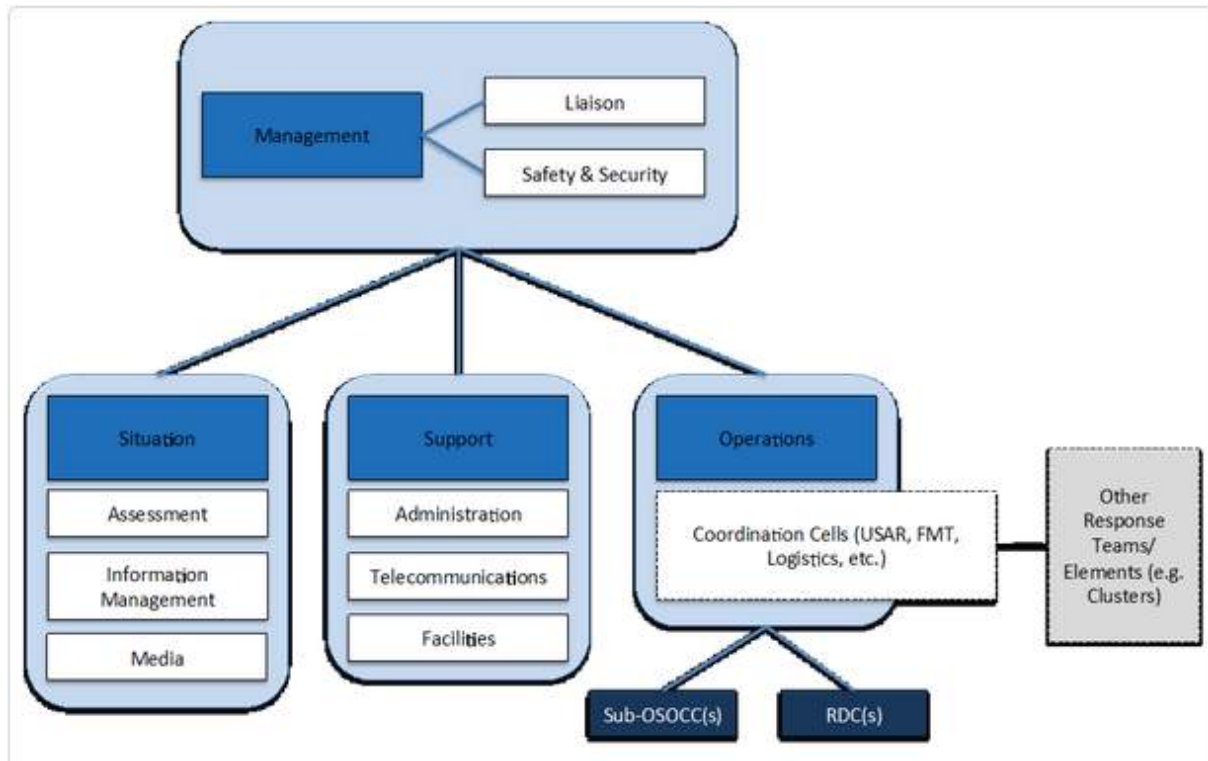 Management
Liaison
Safety & Security
Situation
Assessment
Information
Management
Media
Support
Administration
Telecommunications
Facilities
Operations
Coordination Cells (USAR, FMT,
Logistics, etc.)
Other
Response
Teams/
Elements (e.g.
Clusters)
Sub-OSOCC(s)
RDC(s)